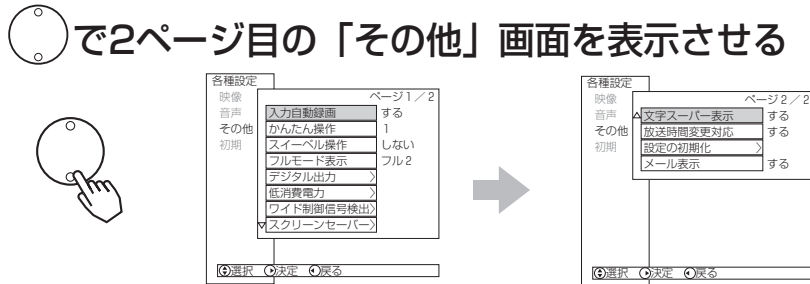 で2ページ目の「その他」画面を表示させる
各種設定
ページ1／2
映像
音声
その他
初期
入力自動録画 する
かんたん操作 1
スイーベル操作 しない
フルモード表示 フル2
デジタル出力
低消費電力
ワイド制御信号検出
スクリーンセーバー
選択 決定 戻る
各種設定
ページ2／2
映像
音声
その他
初期
文字スーパー表示 する
放送時間変更対応 する
設定の初期化
メール表示 する
選択 決定 戻る